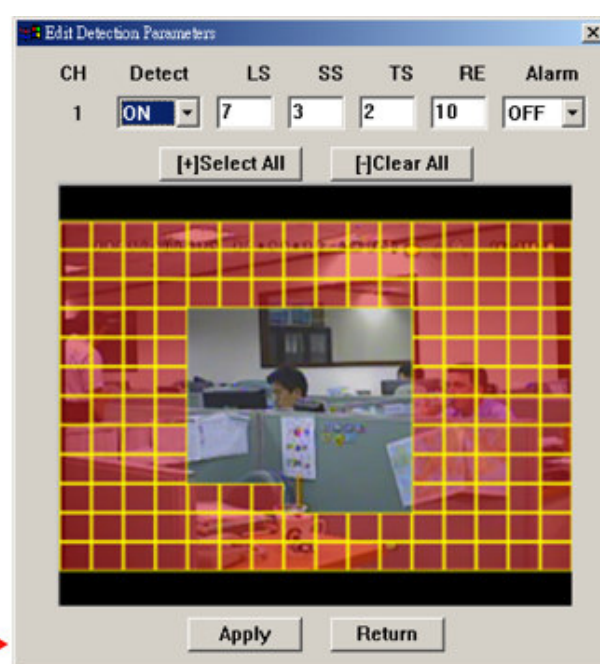 Edit Detection Parameters
CH Detect LS SS TS RE Alarm
1 ON 7 3 2 10 OFF
[+]Select All [-]Clear All
Apply Return